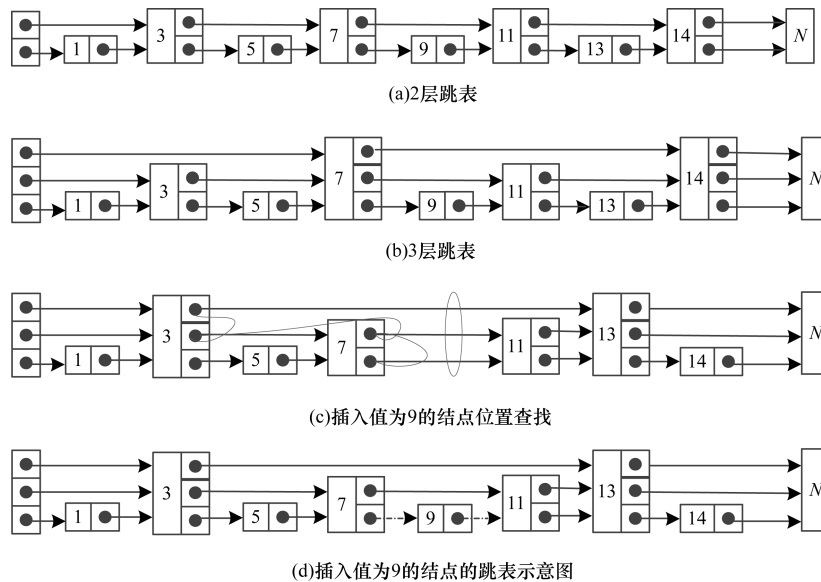 1 3 5 7 9 11 13 14 N
(a)2层跳表
1 3 5 7 9 11 13 14 N
(b)3层跳表
1 3 5 7 11 13 14 N
(c)插入值为9的结点位置查找
1 3 5 7 9 11 13 14 N
(d)插入值为9的结点的跳表示意图